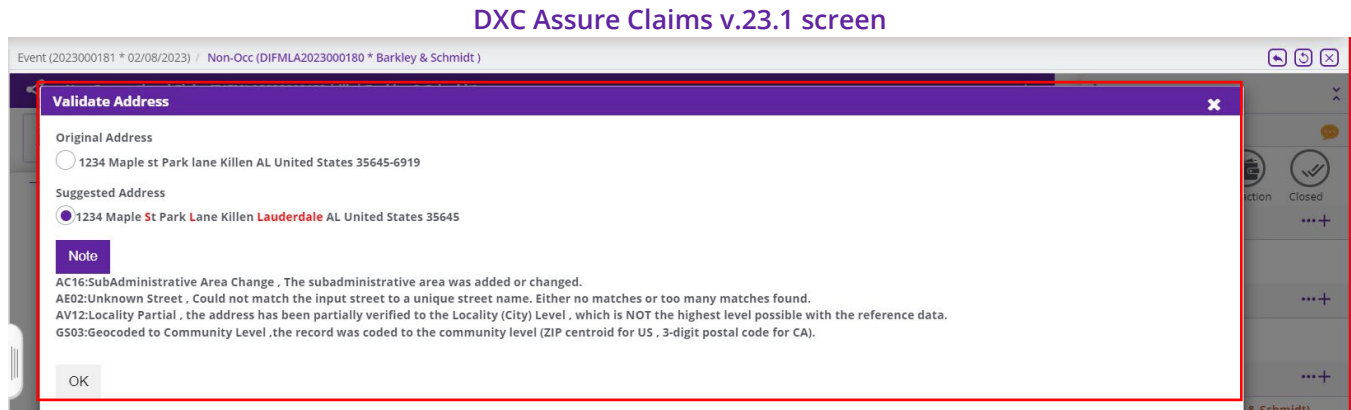 DXC Assure Claims v.23.1 screen
Event (2023000181 * 02/08/2023) / Non-Occ (DIFMLA2023000180 * Barkley & Schmidt )
Validate Address
Original Address
1234 Maple st Park lane Killen AL United States 35645-6919
Suggested Address
1234 Maple St Park Lane Killen Lauderdale AL United States 35645
Note
AC16:SubAdministrative Area Change , The subadministrative area was added or changed.
AE02:Unknown Street , Could not match the input street to a unique street name. Either no matches or too many matches found.
AV12:Locality Partial , the address has been partially verified to the Locality (City) Level , which is NOT the highest level possible with the reference data.
GS03:Geocoded to Community Level ,the record was coded to the community level (ZIP centroid for US , 3-digit postal code for CA).
OK
ction Closed
& Schmidt)